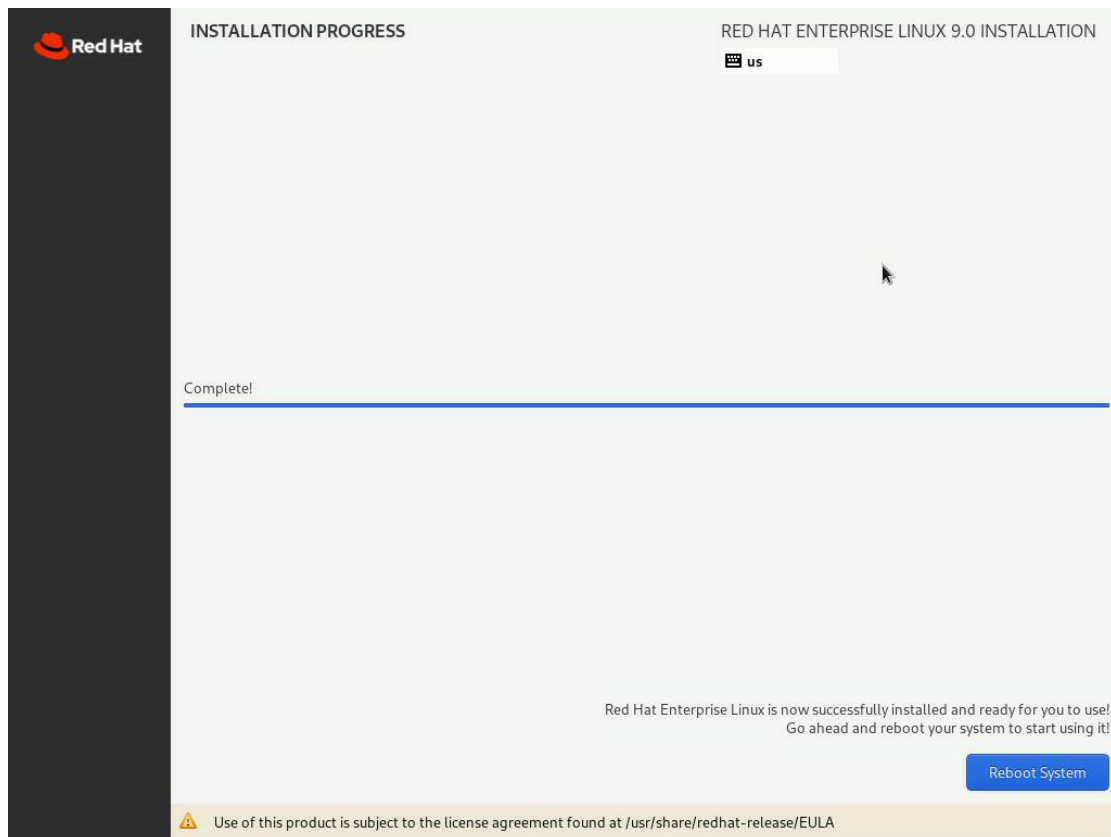 Red Hat
INSTALLATION PROGRESS
RED HAT ENTERPRISE LINUX 9.0 INSTALLATION
us
Complete!
Red Hat Enterprise Linux is now successfully installed and ready for you to use!
Go ahead and reboot your system to start using it!
Reboot System
Use of this product is subject to the license agreement found at /usr/share/redhat-release/EULA